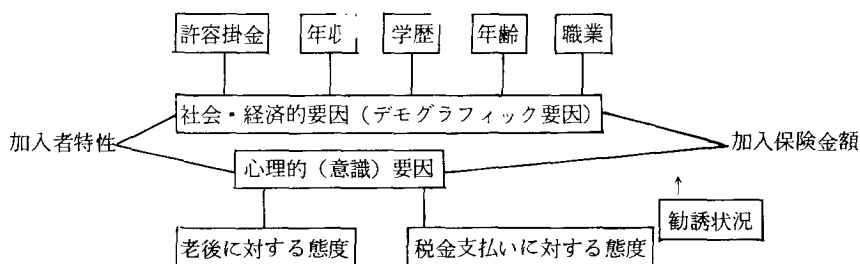 許容掛金 年収 学歴 年齢 職業
社会・経済的要因（デモグラフィック要因）
加入者特性 加入保険金額
心理的（意識）要因
↑
勧誘状況
老後に対する態度 税金支払いに対する態度